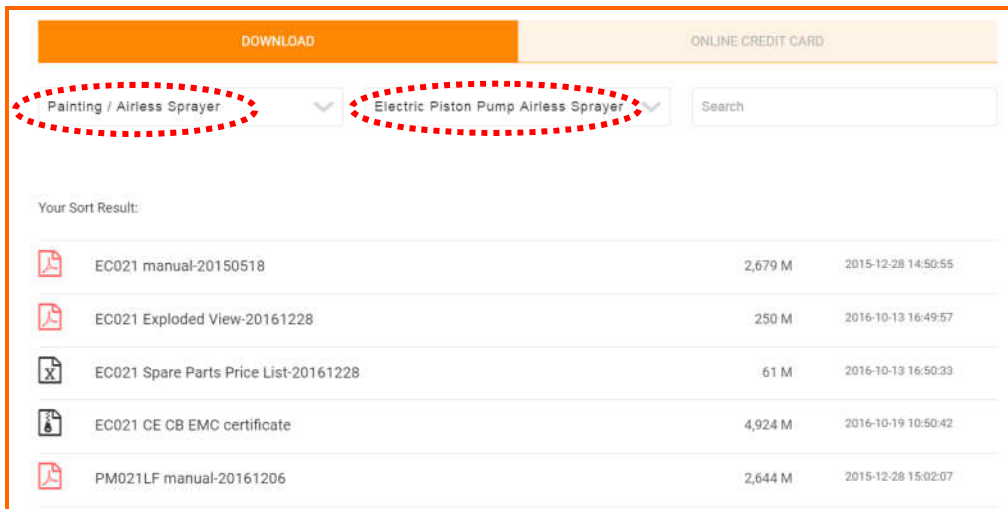 DOWNLOAD ONLINE CREDIT CARD
Painting / Airless Sprayer Electric Piston Pump Airless Sprayer Search
Your Sort Result:
EC021 manual-20150518 2,679 M 2015-12-28 14:50:55
EC021 Exploded View-20161228 250 M 2016-10-13 16:49:57
EC021 Spare Parts Price List-20161228 61 M 2016-10-13 16:50:33
EC021 CE CB EMC certificate 4,924 M 2016-10-19 10:50:42
PM021LF manual-20161206 2,644 M 2015-12-28 15:02:07